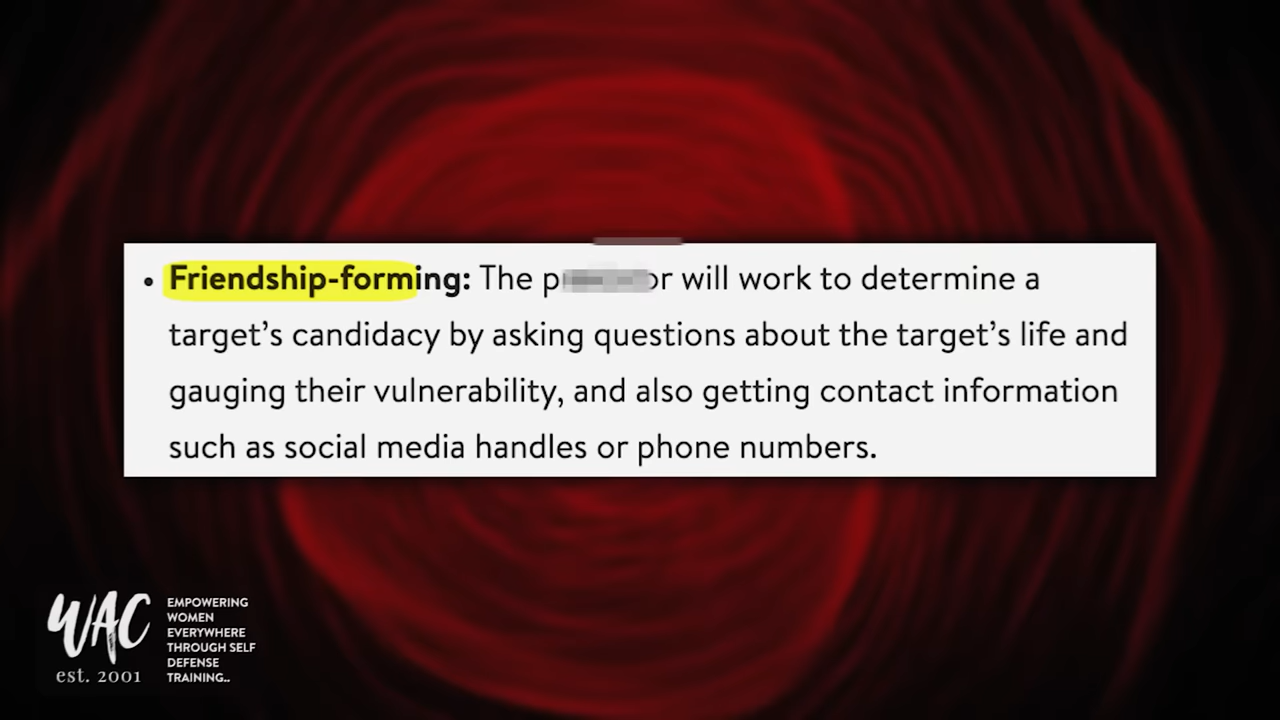 • Friendship-forming: The p or will work to determine a
target’s candidacy by asking questions about the target’s life and
gauging their vulnerability, and also getting contact information
such as social media handles or phone numbers.
WAC
est. 2001
EMPOWERING
WOMEN
EVERYWHERE
THROUGH SELF
DEFENSE
TRAINING..